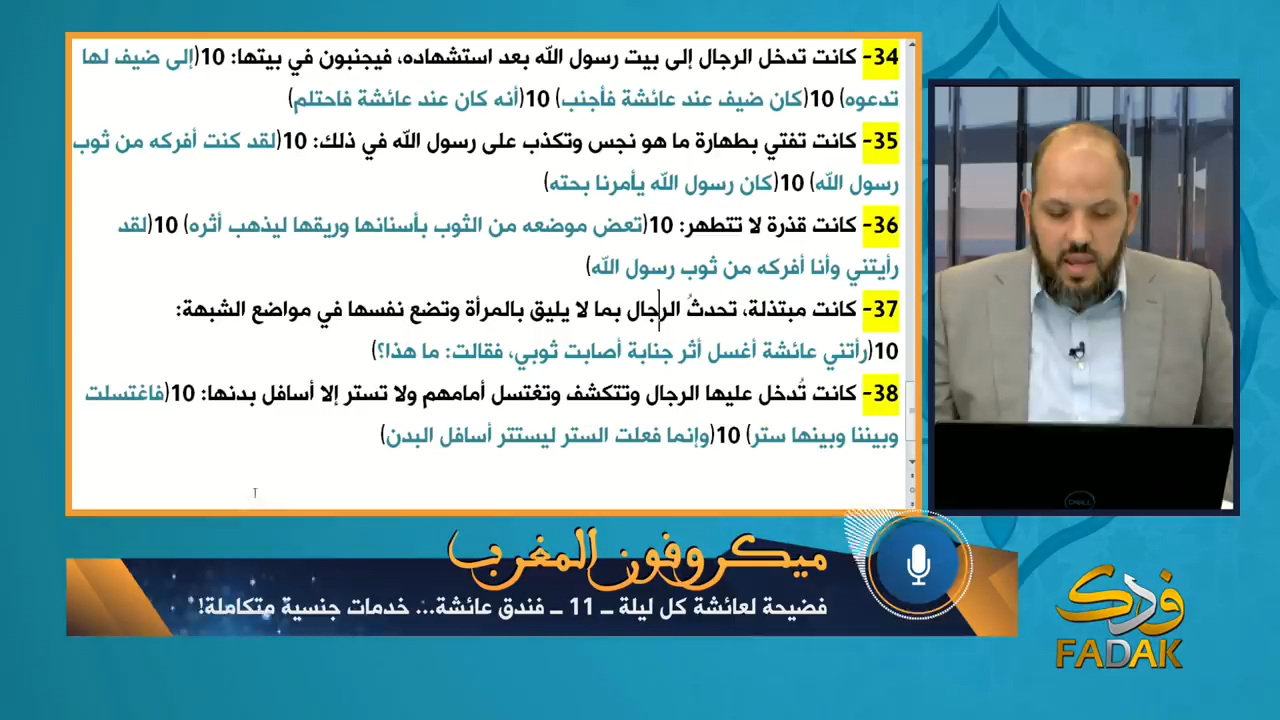 34- كانت تدخل الرجال إلى بيت رسول الله بعد استشهاده، فيجنبون في بيتها: 10(إلى ضيف لها
تدعوه) 10(كان ضيف عند عائشة فأجنب) 10(أنه كان عند عائشة فاحتلم)
35- كانت تفتي بطهارة ما هو نجس وتكذب على رسول الله في ذلك: 10(لقد كنت أفركه من ثوب
رسول الله) 10(كان رسول الله يأمرنا بحته)
36- كانت قذرة لا تتطهر: 10(تعض موضعه من الثوب بأسنانها وريقها ليذهب أثره) 10(لقد
رأيتني وأنا أفركه من ثوب رسول الله)
37- كانت مبتذلة، تحدثُ الرجال بما لا يليق بالمرأة وتضع نفسها في مواضع الشبهة:
10(رأتني عائشة أغسل أثر جنابة أصابت ثوبي، فقالت: ما هذا؟)
38- كانت تُدخل عليها الرجال وتتكشف وتغتسل أمامهم ولا تستر إلا أسافل بدنها: 10(فاغتسلت
وبيننا وبينها ستر) 10(وإنما فعلت الستر ليستتر أسافل البدن)
ميكروفون المغرب
فضيحة لعائشة كل ليلة ـ 11 ـ فندق عائشة... خدمات جنسية متكاملة!
فدك
FADAK
DELL